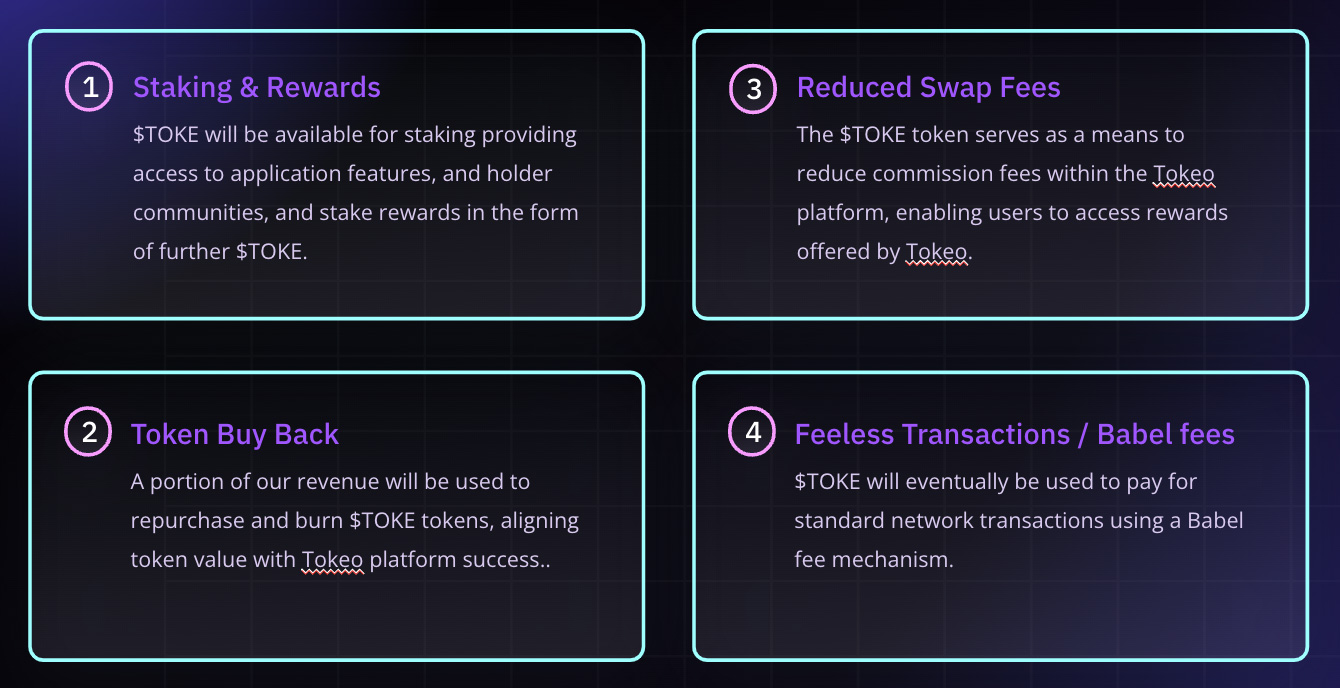 1
Staking & Rewards
$TOKE will be available for staking providing
access to application features, and holder
communities, and stake rewards in the form
of further $TOKE.
2
Token Buy Back
A portion of our revenue will be used to
repurchase and burn $TOKE tokens, aligning
token value with Tokeo platform success..
3
Reduced Swap Fees
The $TOKE token serves as a means to
reduce commission fees within the Tokeo
platform, enabling users to access rewards
offered by Tokeo.
4
Feeless Transactions / Babel fees
$TOKE will eventually be used to pay for
standard network transactions using a Babel
fee mechanism.